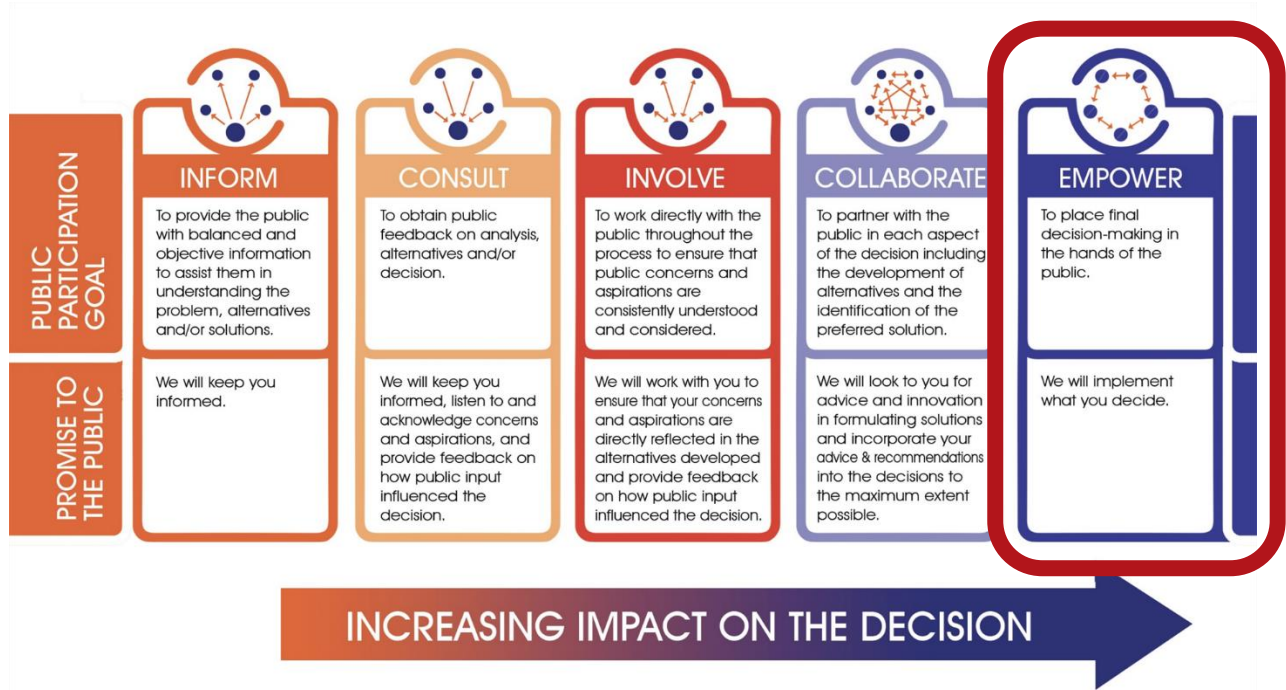 PUBLIC
PARTICIPATION
GOAL
INFORM
To provide the public
with balanced and
objective information
to assist them in
understanding the
problem, alternatives
and/or solutions.
CONSULT
To obtain public
feedback on analysis,
alternatives and/or
decision.
INVOLVE
To work directly with the
public throughout the
process to ensure that
public concerns and
aspirations are
consistently understood
and considered.
COLLABORATE
To partner with the
public in each aspect
of the decision including
the development of
alternatives and the
identification of the
preferred solution.
EMPOWER
To place final
decision-making in
the hands of the
public.
PROMISE TO
THE PUBLIC
We will keep you
informed.
We will keep you
informed, listen to and
acknowledge concerns
and aspirations, and
provide feedback on
how public input
influenced the
decision.
We will work with you to
ensure that your concerns
and aspirations are
directly reflected in the
alternatives developed
and provide feedback
on how public input
influenced the decision.
We will look to you for
advice and innovation
in formulating solutions
and incorporate your
advice & recommendations
into the decisions to
the maximum extent
possible.
We will implement
what you decide.
INCREASING IMPACT ON THE DECISION